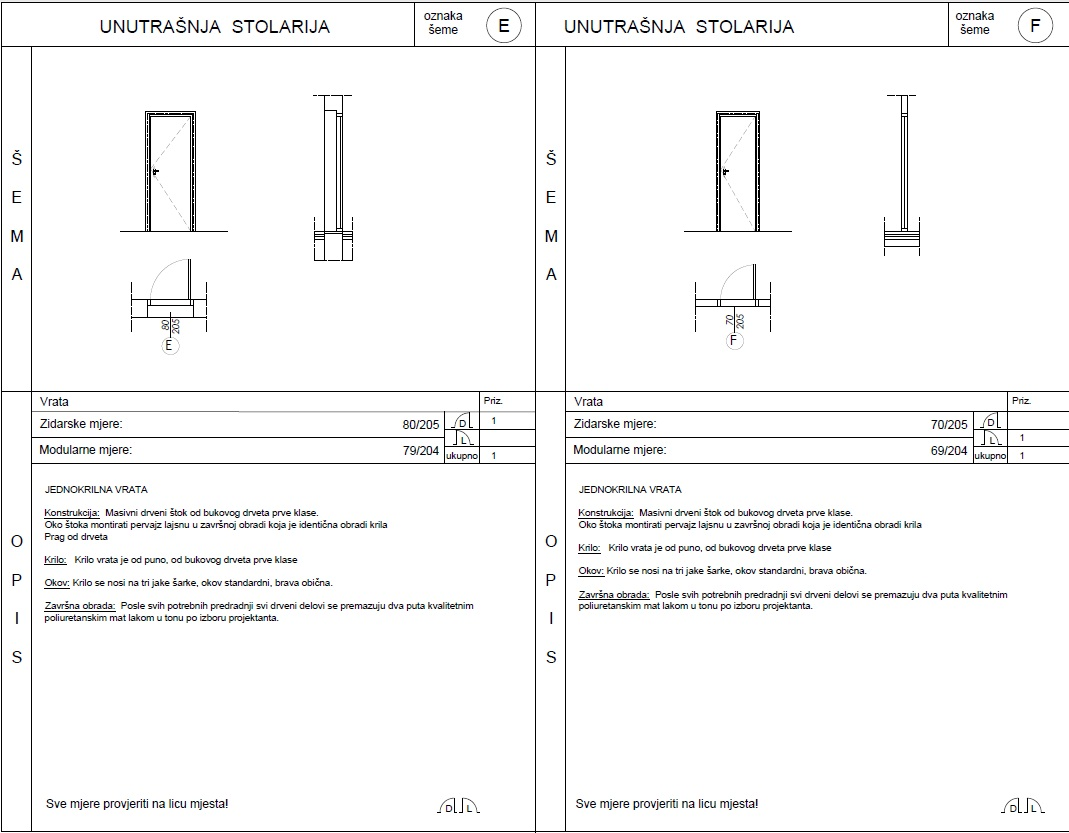 UNUTRAŠNJA STOLARIJA
oznaka
šeme
E
Š
E
M
A
80
205
E
Vrata
Priz.
Zidarske mjere: 80/205
D
1
L
Modularne mjere: 79/204
ukupno
1
O
P
I
S
JEDNOKRILNA VRATA
Konstrukcija: Masivni drveni štok od bukovog drveta prve klase.
Oko štoka montirati pervajz lajsnu u završnoj obradi koja je identična obradi krila
Prag od drveta
Krilo: Krilo vrata je od puno, od bukovog drveta prve klase
Okov: Krilo se nosi na tri jake šarke, okov standardni, brava obična.
Završna obrada: Posle svih potrebnih predradnji svi drveni delovi se premazuju dva puta kvalitetnim
poliuretanskim mat lakom u tonu po izboru projektanta.
Sve mjere provjeriti na licu mjesta!
D L
UNUTRAŠNJA STOLARIJA
oznaka
šeme
F
Š
E
M
A
70
205
F
Vrata
Priz.
Zidarske mjere: 70/205
D
L
1
Modularne mjere: 69/204
ukupno
1
O
P
I
S
JEDNOKRILNA VRATA
Konstrukcija: Masivni drveni štok od bukovog drveta prve klase.
Oko štoka montirati pervajz lajsnu u završnoj obradi koja je identična obradi krila
Krilo: Krilo vrata je od puno, od bukovog drveta prve klase
Okov: Krilo se nosi na tri jake šarke, okov standardni, brava obična.
Završna obrada: Posle svih potrebnih predradnji svi drveni delovi se premazuju dva puta kvalitetnim
poliuretanskim mat lakom u tonu po izboru projektanta.
Sve mjere provjeriti na licu mjesta!
D L